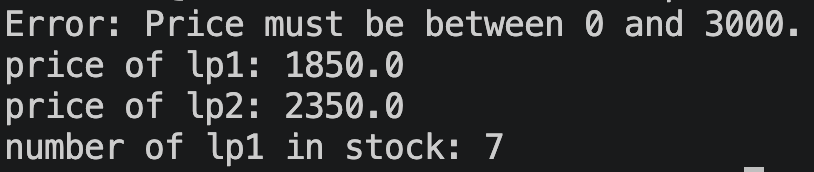 Error: Price must be between 0 and 3000.
price of lp1: 1850.0
price of lp2: 2350.0
number of lp1 in stock: 7